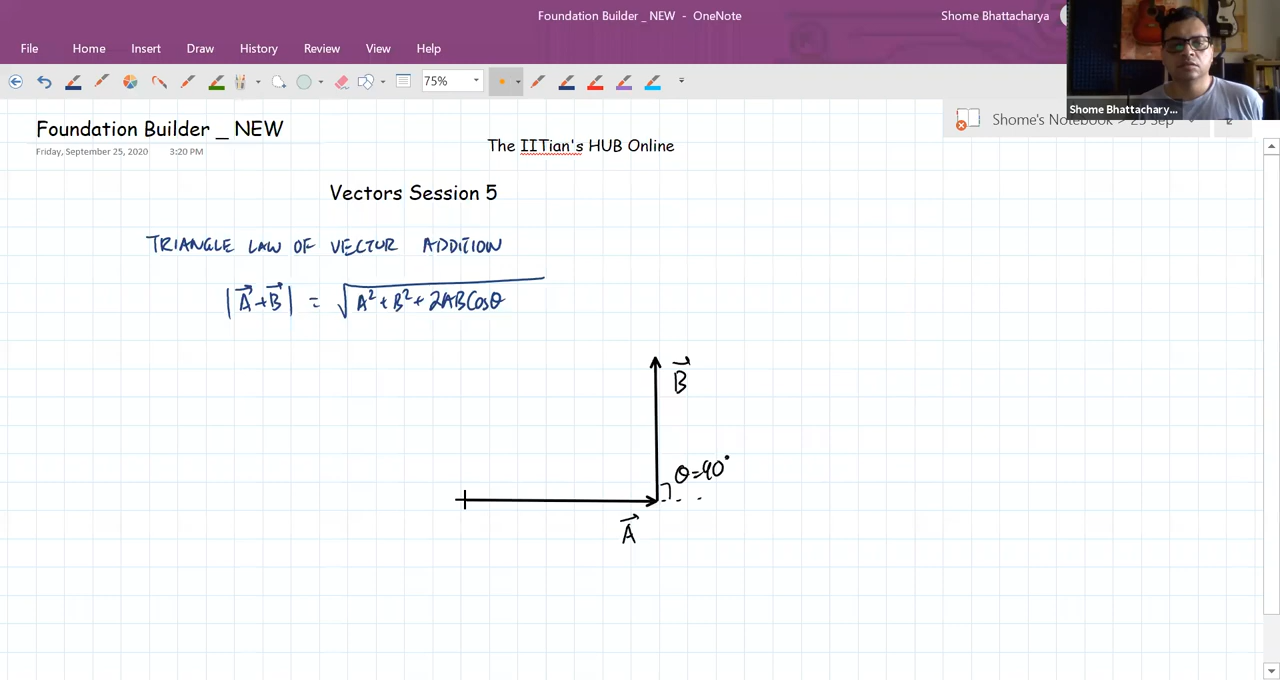 Foundation Builder _ NEW - OneNote
Shome Bhattacharya
File Home Insert Draw History Review View Help
75%
Shome Bhattachary...
Foundation Builder _ NEW
Friday, September 25, 2020 3:20 PM
The IITian's HUB Online
Shome's Notebook > 25 Sep
Vectors Session 5
TRIANGLE LAW OF VECTOR ADDITION
|A⃗+B⃗| = √(A²+B²+2ABCosθ)
B⃗
θ=90°
A⃗